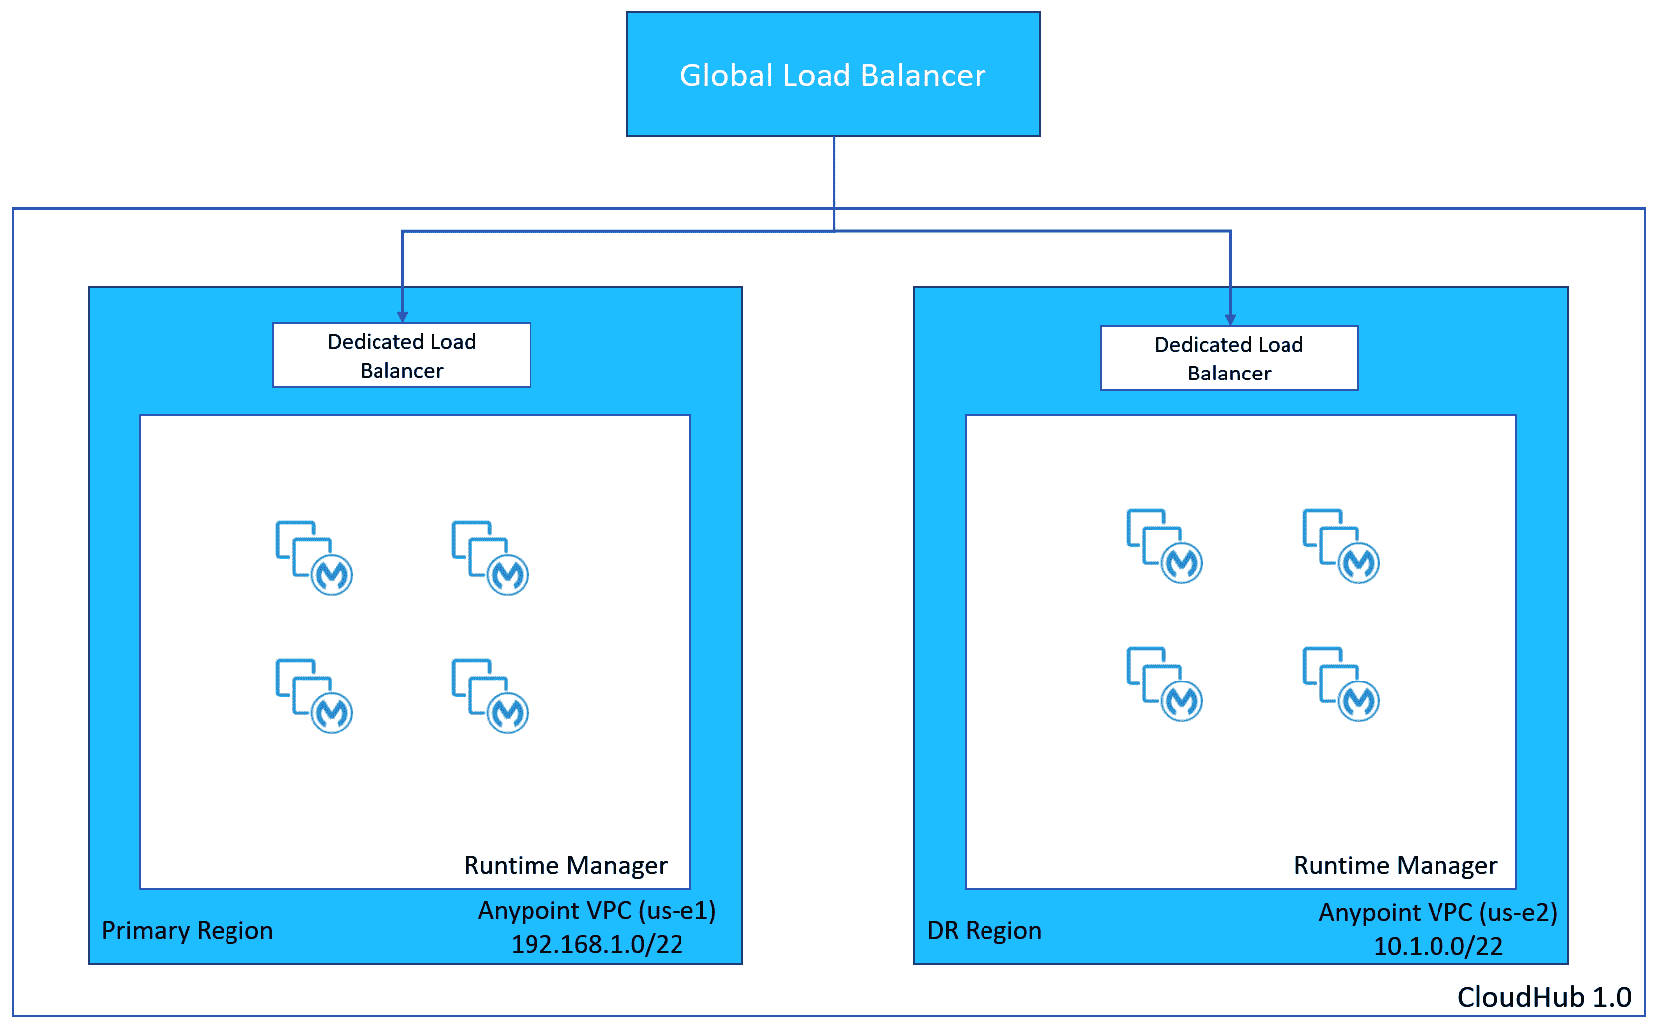 Global Load Balancer
Dedicated Load
Balancer
Dedicated Load
Balancer
Runtime Manager
Runtime Manager
Primary Region
Anypoint VPC (us-e1)
192.168.1.0/22
DR Region
Anypoint VPC (us-e2)
10.1.0.0/22
CloudHub 1.0